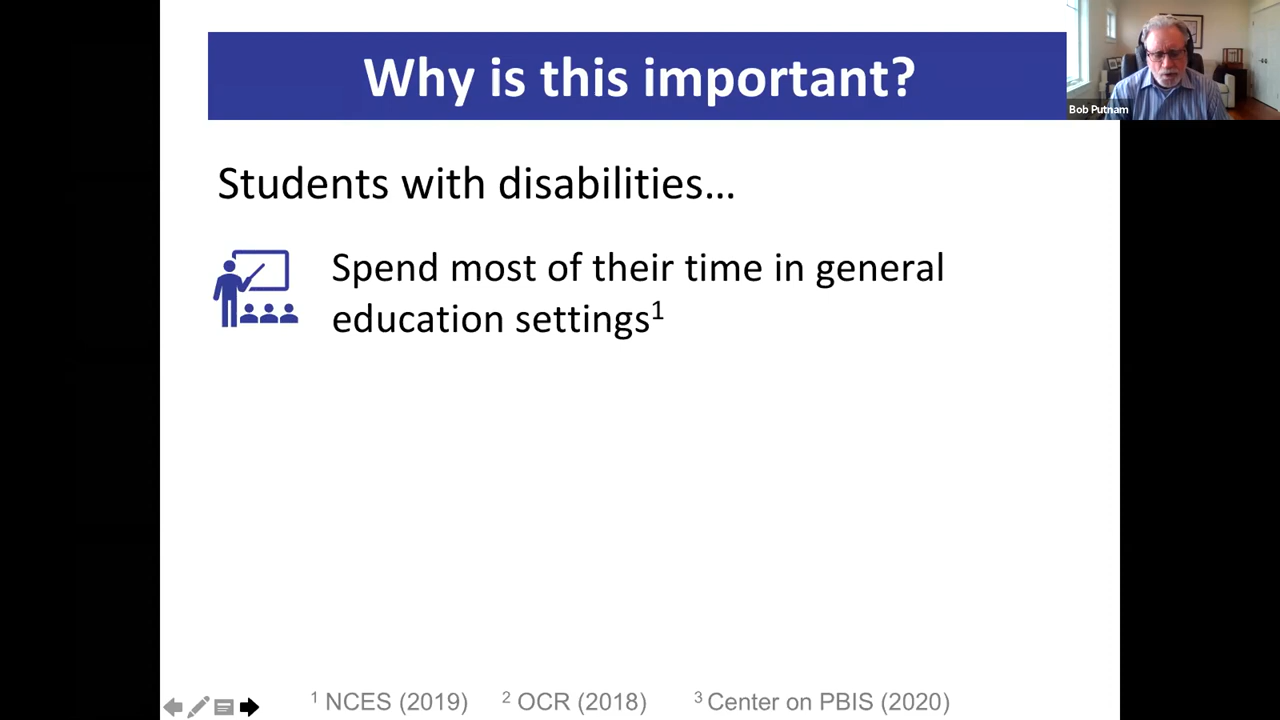 Why is this important?
Bob Putnam
Students with disabilities...
Spend most of their time in general
education settings¹
¹ NCES (2019) ² OCR (2018) ³ Center on PBIS (2020)